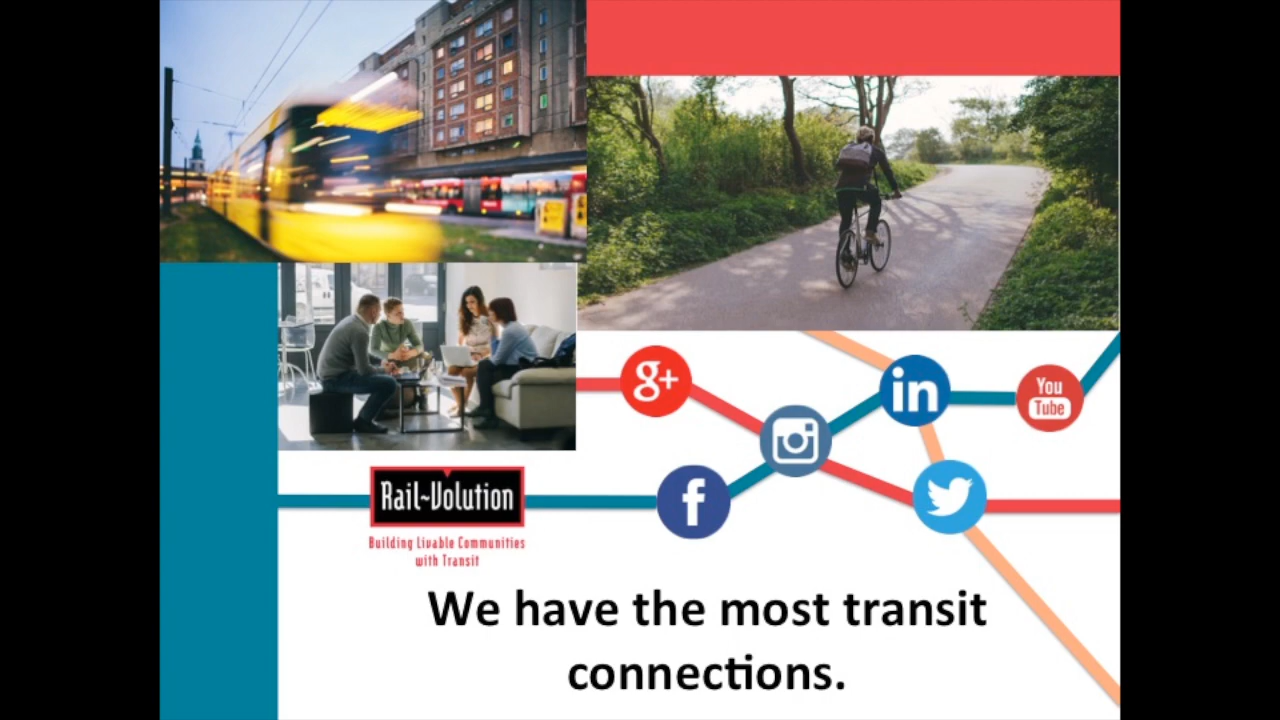 g+
in
You
Tube
f
Rail~Volution
Building Livable Communities
with Transit
We have the most transit
connections.